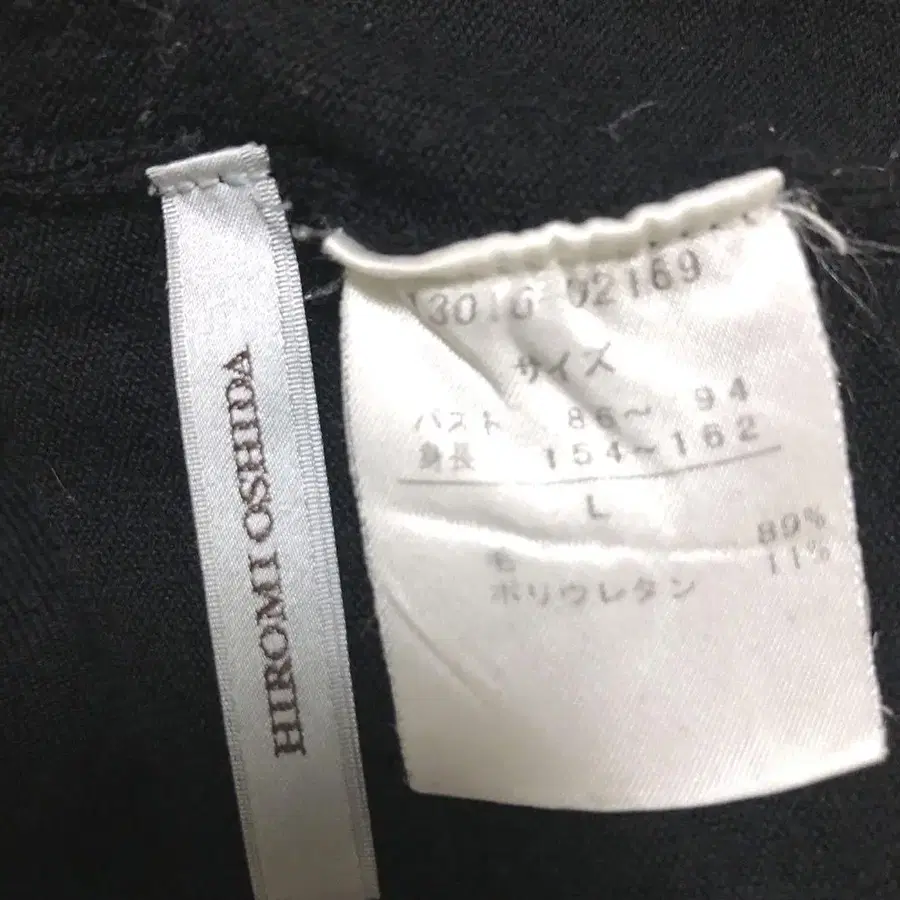 HIROMI OSHIDA
13016-02169
サイズ
バスト 86〜 94
身長 154〜162
L
毛 89%
ポリウレタン 11%